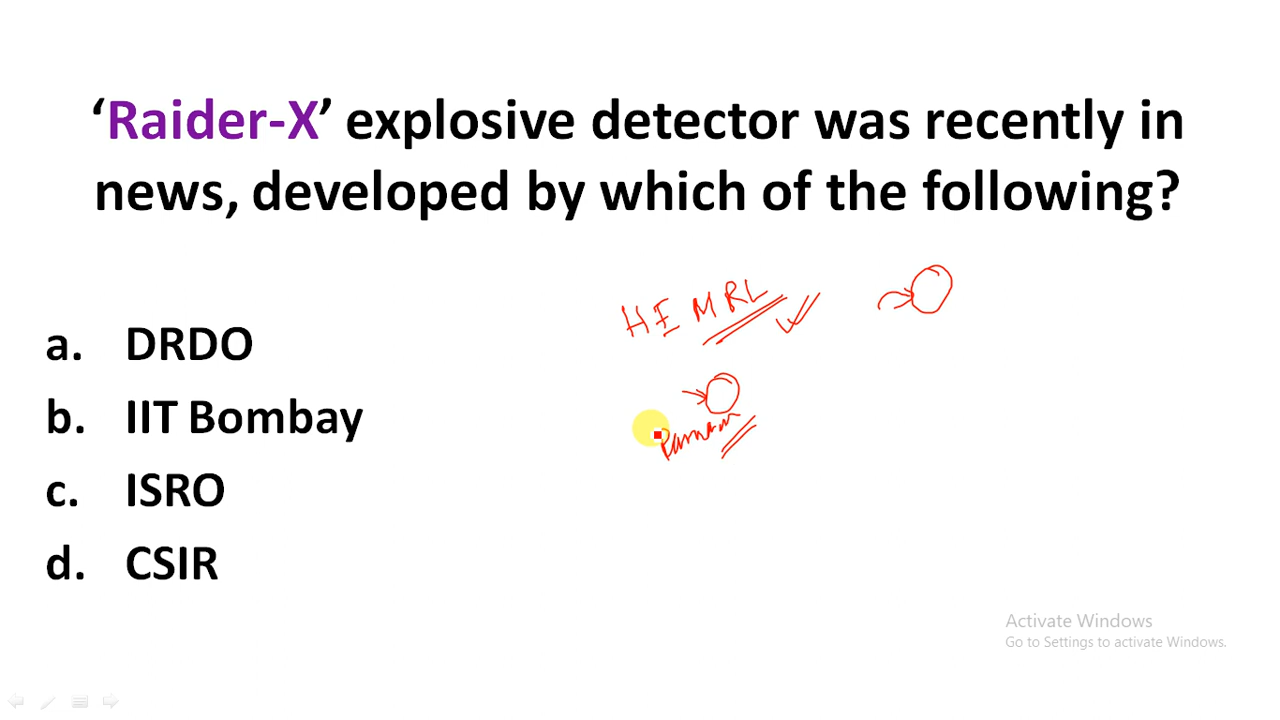 ‘Raider-X’ explosive detector was recently in
news, developed by which of the following?
HEMRL
a. DRDO
b. IIT Bombay
c. ISRO
d. CSIR
Activate Windows
Go to Settings to activate Windows.